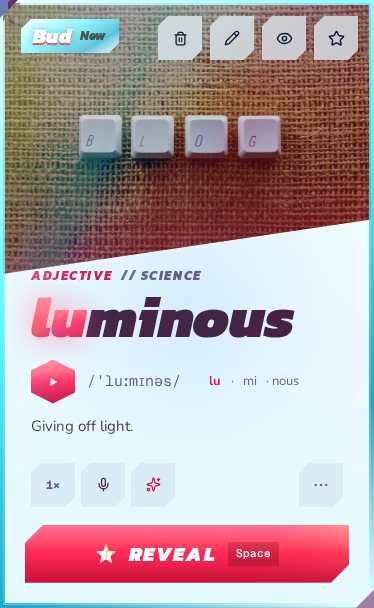 Bud New
B L O G
ADJECTIVE // SCIENCE
luminous
/ˈluːmɪnəs/ lu · mi · nous
Giving off light.
1×
...
REVEAL Space